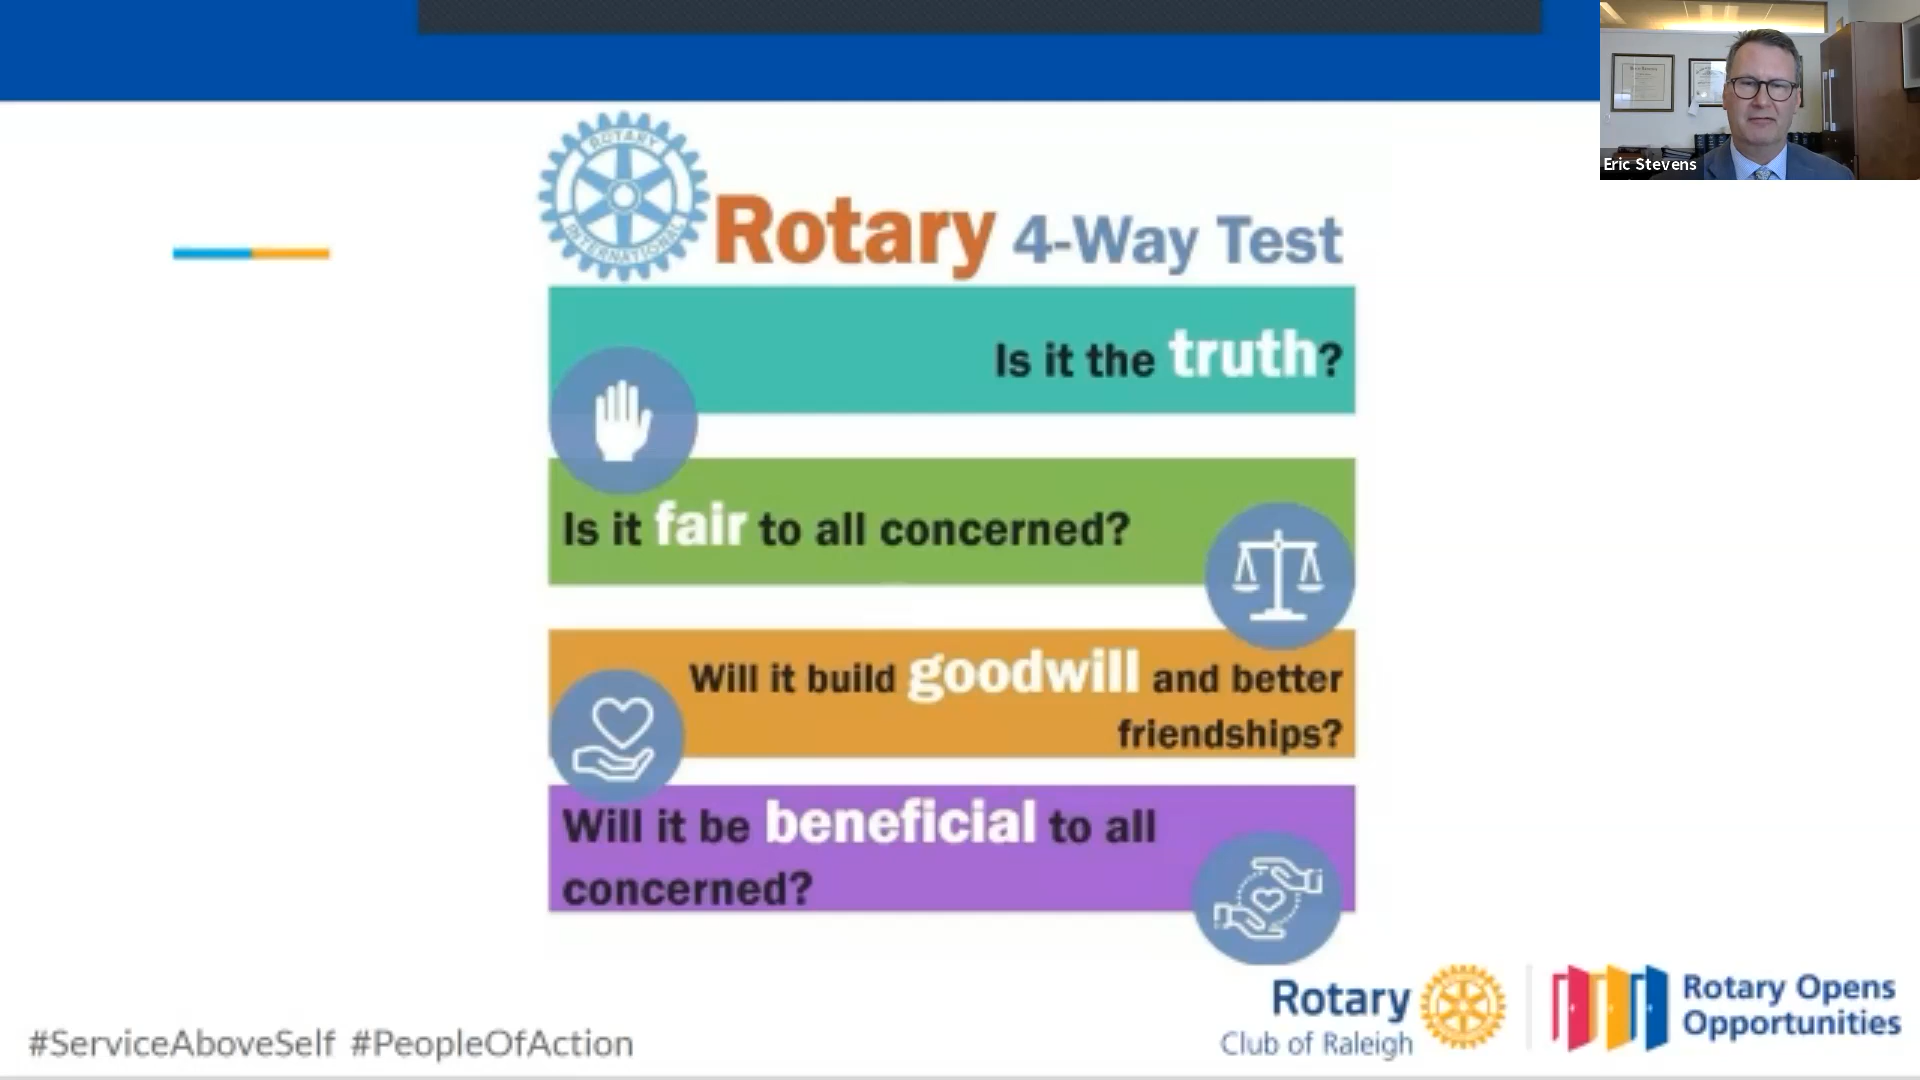 Eric Stevens
ROTARY
INTERNATIONAL
Rotary 4-Way Test
Is it the truth?
Is it fair to all concerned?
Will it build goodwill and better
friendships?
Will it be beneficial to all
concerned?
#ServiceAboveSelf #PeopleOfAction
Rotary
Club of Raleigh
Rotary Opens
Opportunities